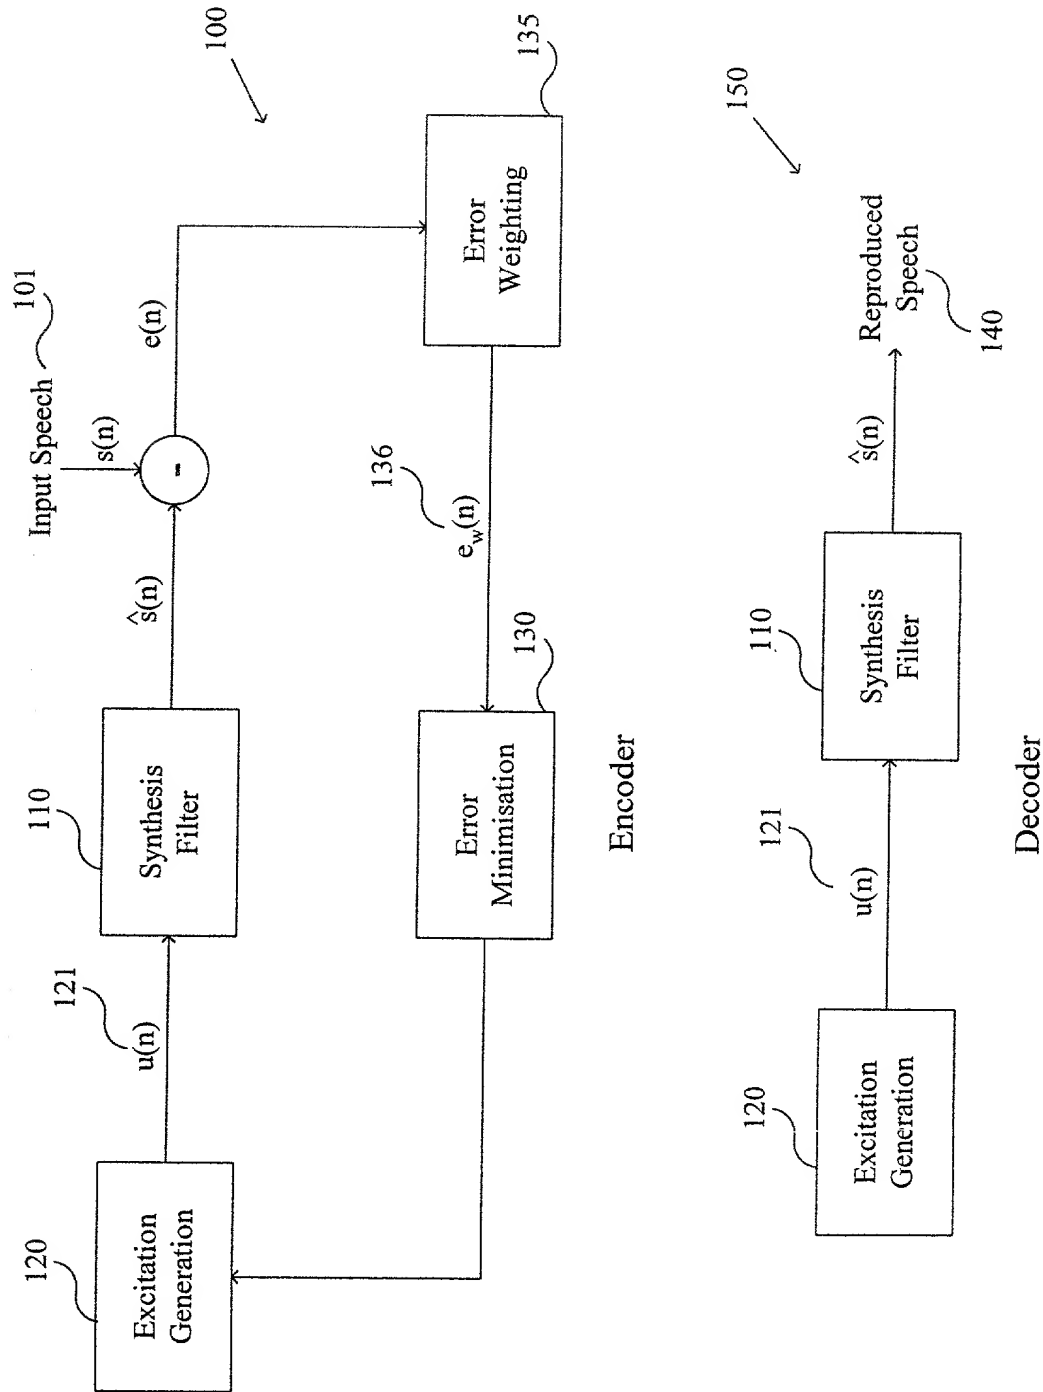 100
Input Speech
101
s(n)
120
Excitation
Generation
121
u(n)
110
Synthesis
Filter
ŝ(n)
-
e(n)
135
Error
Weighting
136
e_w(n)
130
Error
Minimisation
Encoder
150
120
Excitation
Generation
121
u(n)
110
Synthesis
Filter
ŝ(n)
Reproduced
Speech
140
Decoder